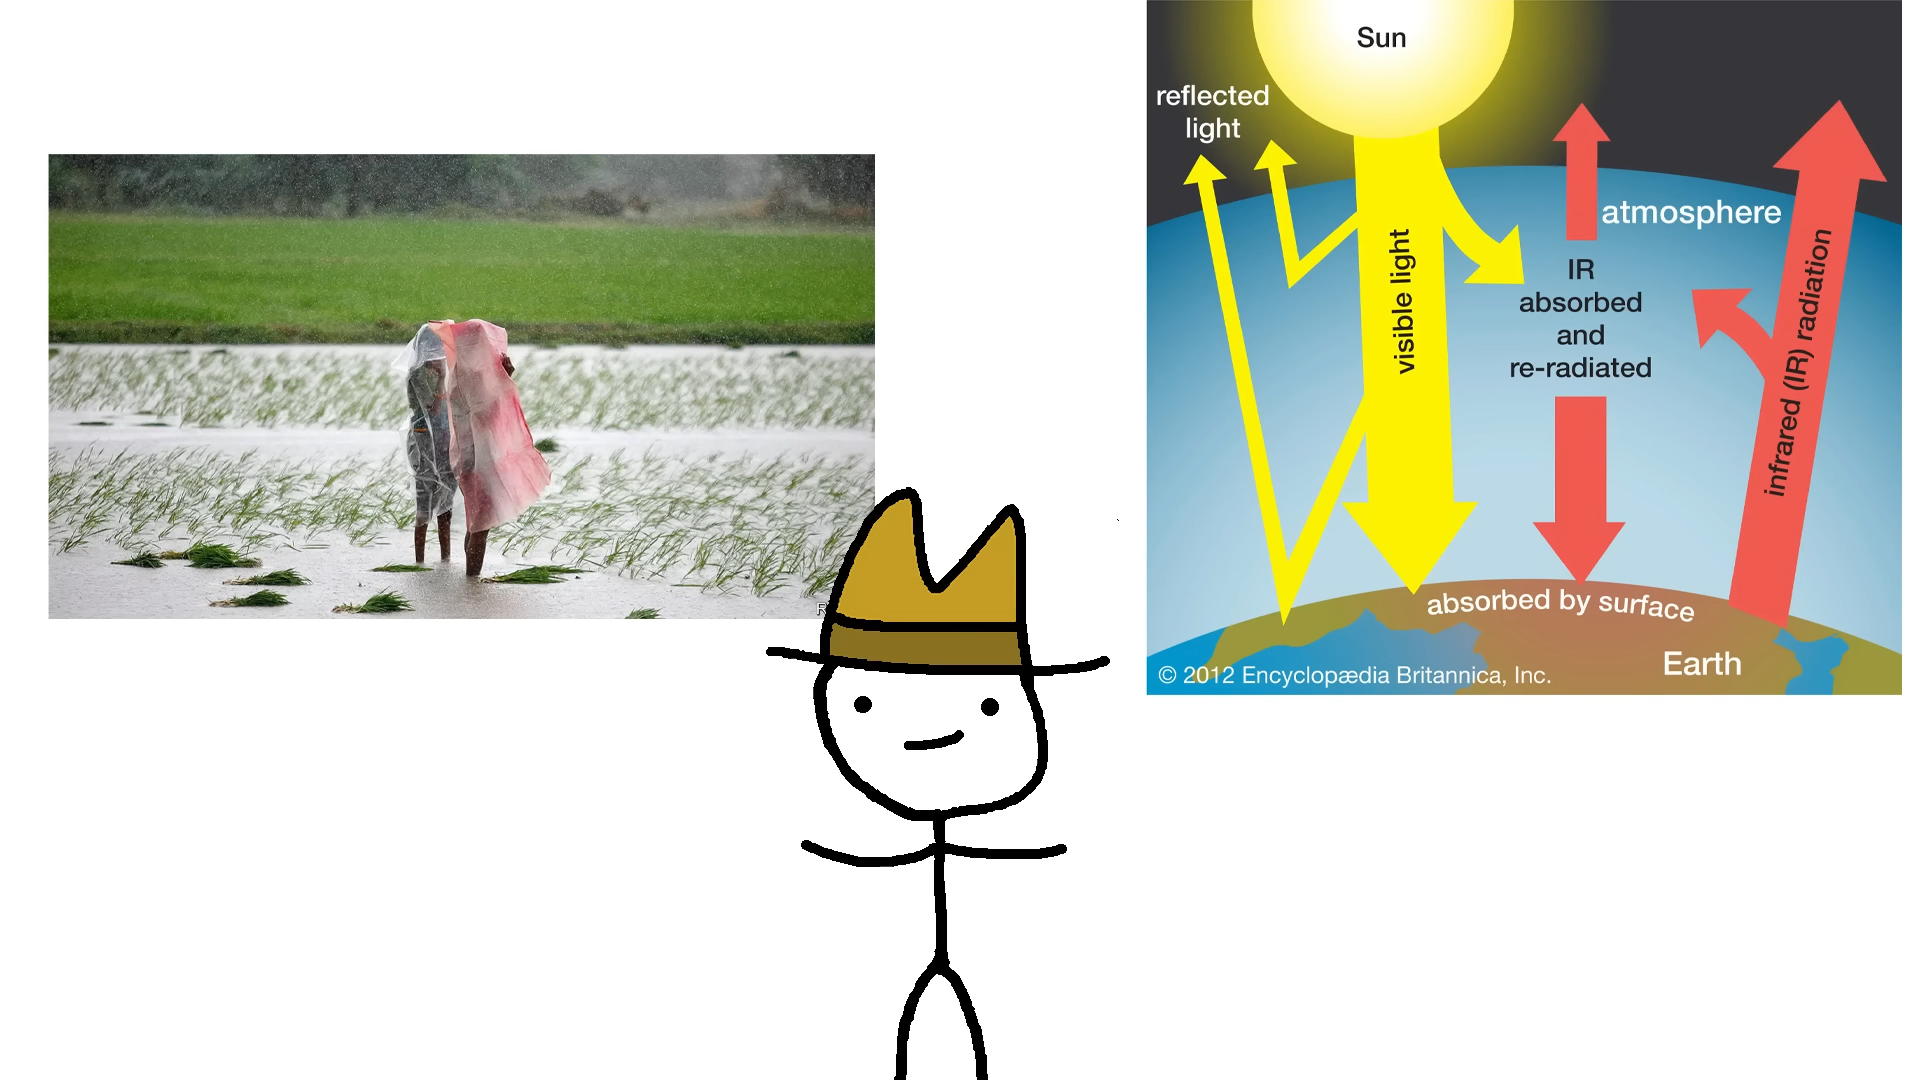 Sun
reflected
light
atmosphere
visible light
IR
absorbed
and
re-radiated
infrared (IR) radiation
absorbed by surface
Earth
© 2012 Encyclopædia Britannica, Inc.